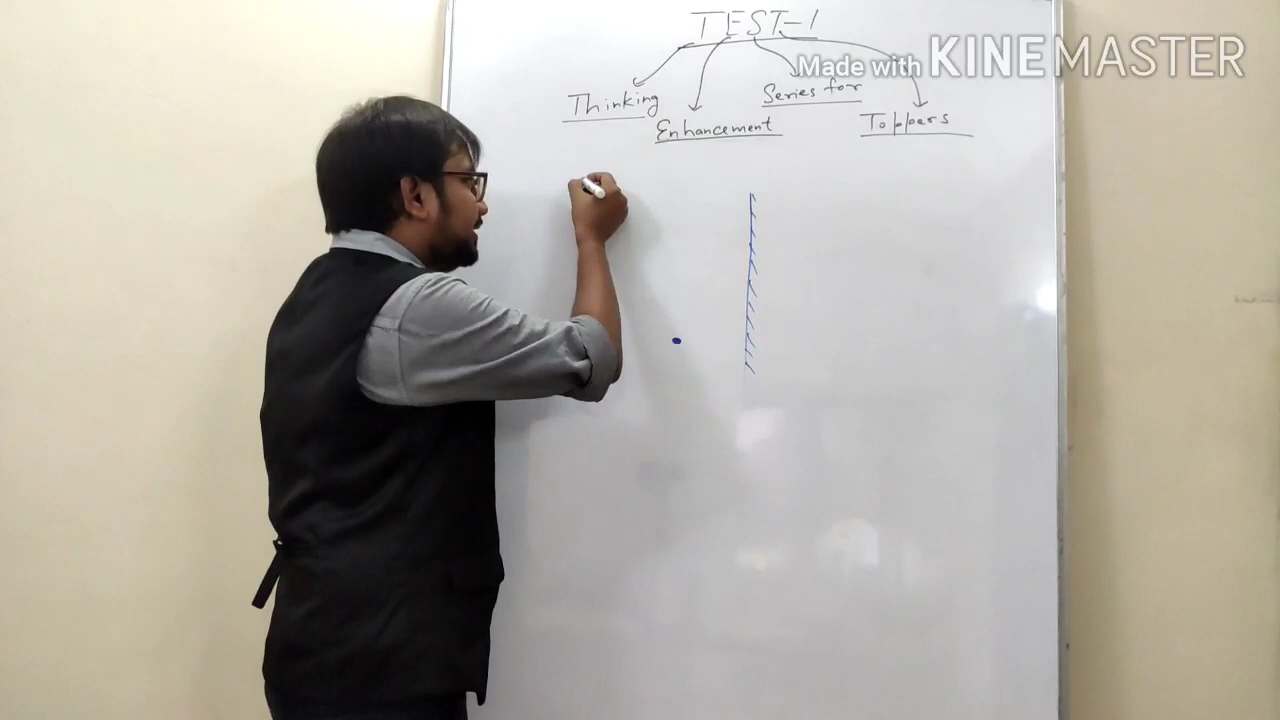 TEST-1
Made with KINEMASTER
Thinking
Series for
Enhancement
Toppers